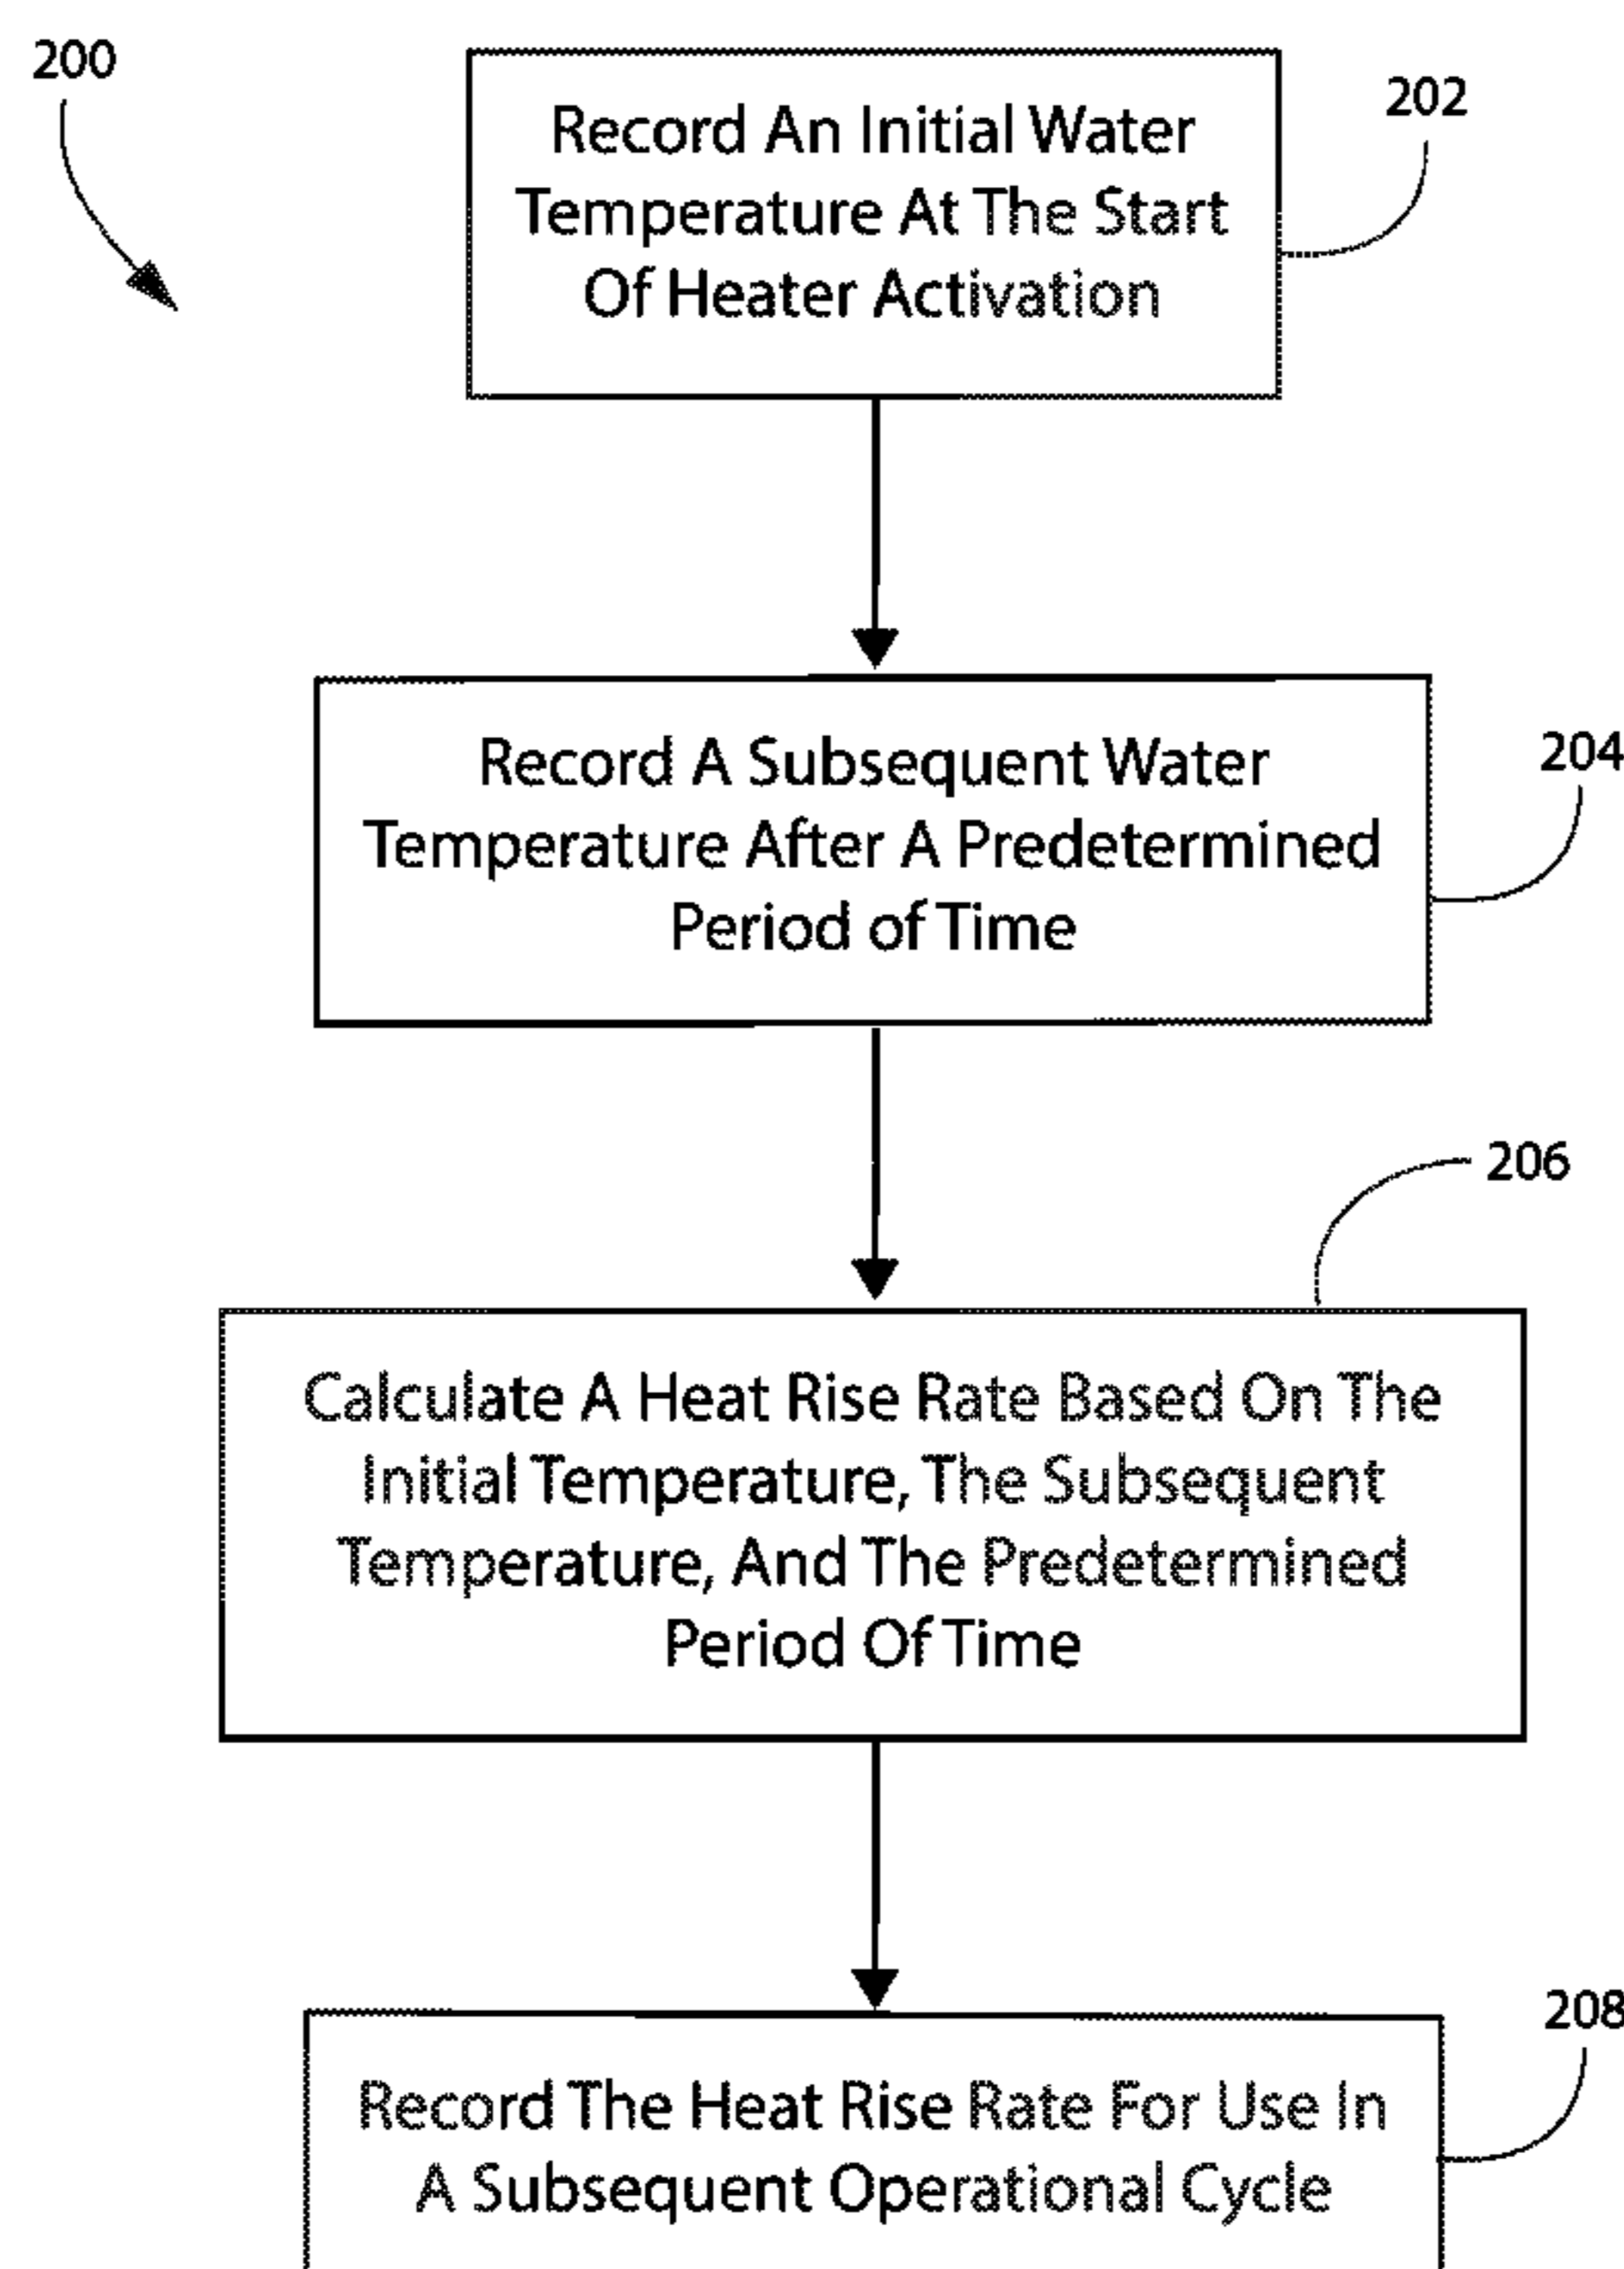 200
202
Record An Initial Water
Temperature At The Start
Of Heater Activation
204
Record A Subsequent Water
Temperature After A Predetermined
Period of Time
206
Calculate A Heat Rise Rate Based On The
Initial Temperature, The Subsequent
Temperature, And The Predetermined
Period Of Time
208
Record The Heat Rise Rate For Use In
A Subsequent Operational Cycle